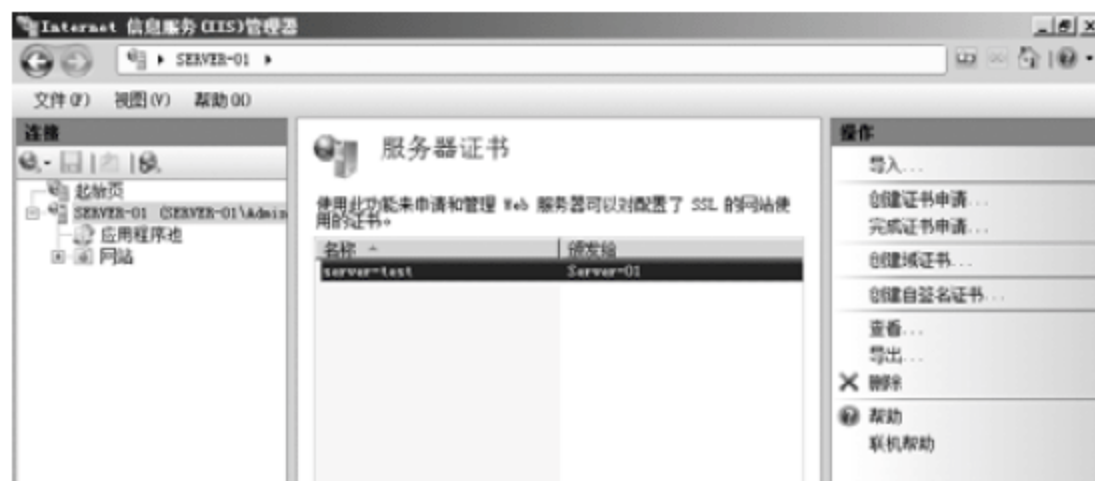 Internet 信息服务(IIS)管理器
SERVER-01
文件(F) 视图(V) 帮助(H)
连接
起始页
SERVER-01 (SERVER-01\Admin
应用程序池
网站
服务器证书
使用此功能来申请和管理 Web 服务器可以对配置了 SSL 的网站使
用的证书。
名称 颁发给
server-test Server-01
操作
导入...
创建证书申请...
完成证书申请...
创建域证书...
创建自签名证书...
查看...
导出...
删除
帮助
联机帮助